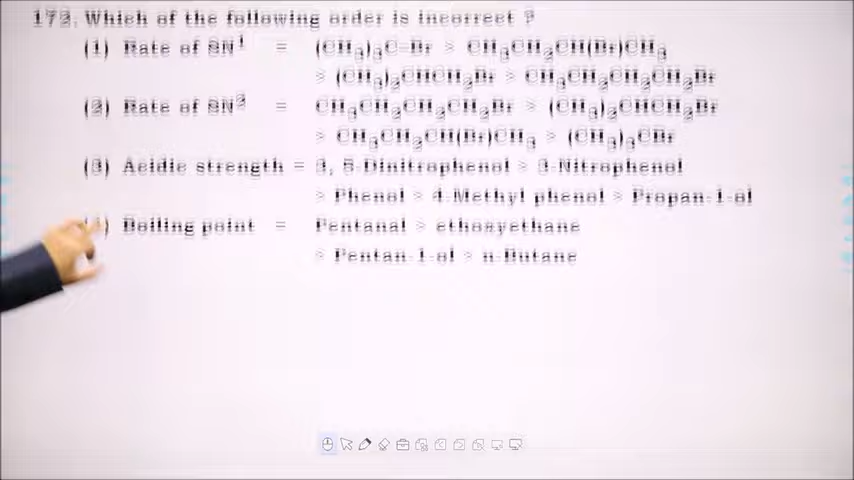 172. Which of the following order is incorrect ?
(1) Rate of SN¹ = (CH₃)₃C–Br > CH₃CH₂CH(Br)CH₃
> (CH₃)₂CHCH₂Br > CH₃CH₂CH₂CH₂Br
(2) Rate of SN² = CH₃CH₂CH₂CH₂Br > (CH₃)₂CHCH₂Br
> CH₃CH₂CH(Br)CH₃ > (CH₃)₃CBr
(3) Acidic strength = 3, 5-Dinitrophenol > 3-Nitrophenol
> Phenol > 4-Methyl phenol > Propan-1-ol
(4) Boiling point = Pentanal > ethoxyethane
> Pentan-1-ol > n-Butane